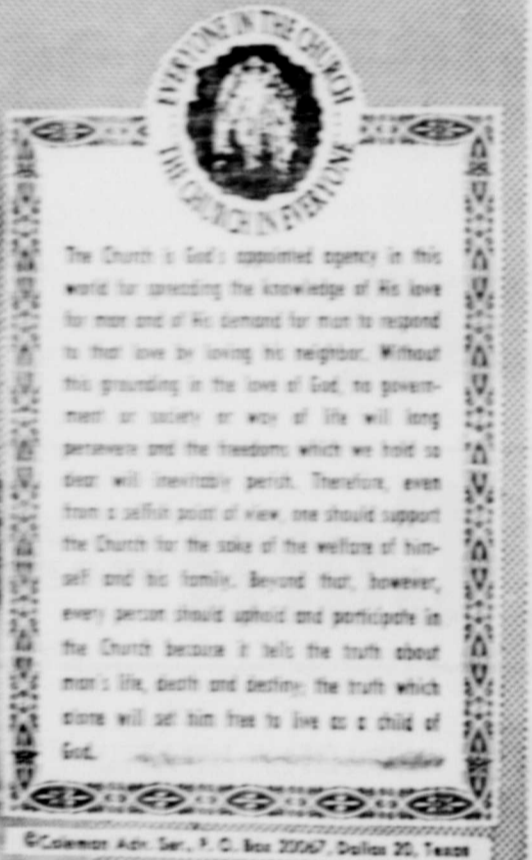 EVERYONE IN THE CHURCH
THE CHURCH IN EVERYONE
The Church is God's appointed agency in this
world for spreading the knowledge of His love
for man and of His demand for man to respond
to that love by loving his neighbor. Without
this grounding in the love of God, no govern-
ment or society or way of life will long
persevere and the freedoms which we hold so
dear will inevitably perish. Therefore, even
from a selfish point of view, one should support
the Church for the sake of the welfare of him-
self and his family. Beyond that, however,
every person should uphold and participate in
the Church because it tells the truth about
man's life, death and destiny; the truth which
alone will set him free to live as a child of
God.
©Coleman Adv. Ser., P. O. Box 20067, Dallas 20, Texas